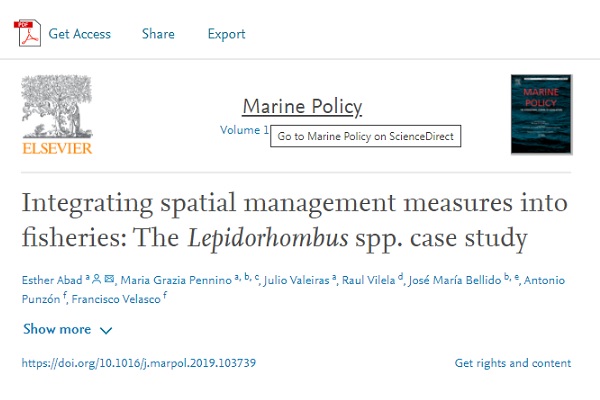 PDF
Get Access Share Export
ELSEVIER
Marine Policy
Volume 1
Go to Marine Policy on ScienceDirect
MARINE
POLICY
Integrating spatial management measures into
fisheries: The Lepidorhombus spp. case study
Esther Abad a, Maria Grazia Pennino a, b, c, Julio Valeiras a, Raul Vilela d, José María Bellido b, e, Antonio
Punzón f, Francisco Velasco f
Show more
https://doi.org/10.1016/j.marpol.2019.103739 Get rights and content